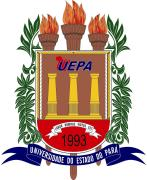 UEPA
1993
UNIVERSIDADE DO ESTADO DO PARÁ